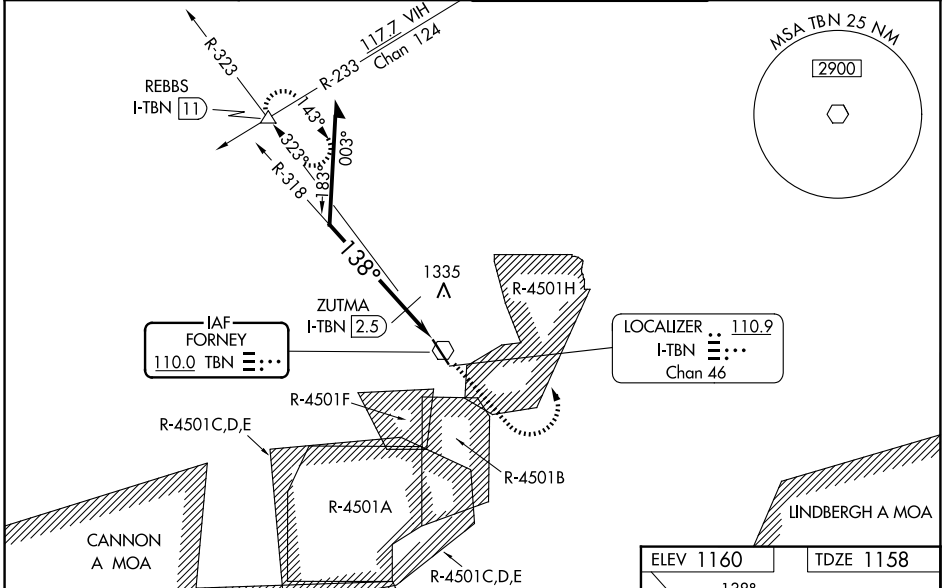 MSA TBN 25 NM
2900
R-323
117.7 VIH
R-233
Chan 124
REBBS
I-TBN 11
143°
323°
003°
183°
R-318
138°
1335
ZUTMA
I-TBN 2.5
R-4501H
IAF
FORNEY
110.0 TBN
LOCALIZER 110.9
I-TBN
Chan 46
R-4501F
R-4501C,D,E
R-4501B
R-4501A
LINDBERGH A MOA
CANNON
A MOA
R-4501C,D,E
ELEV 1160
TDZE 1158